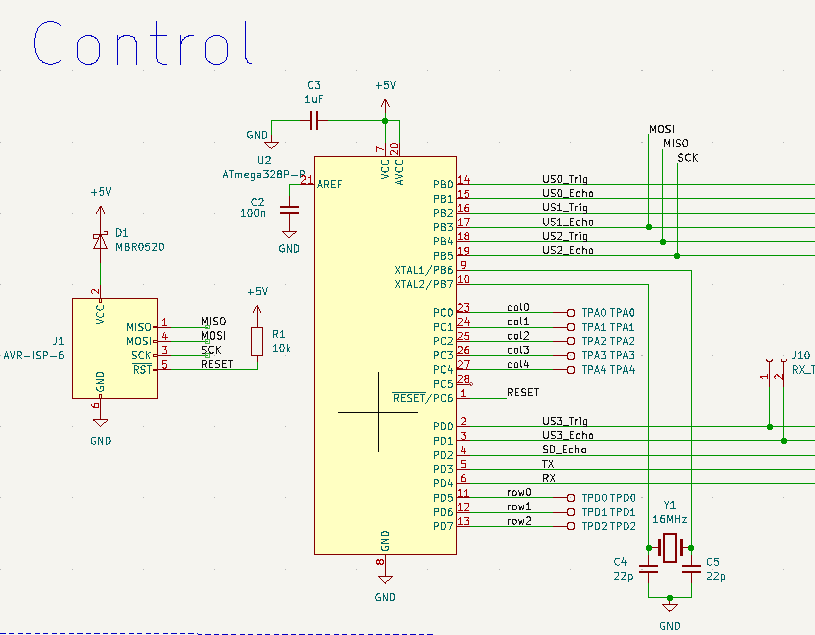 Control
C3
1uF
+5V
GND
U2
ATmega328P-P
7
20
VCC
AVCC
21
AREF
C2
100n
GND
PB0 14 US0_Trig
PB1 15 US0_Echo
PB2 16 US1_Trig
PB3 17 US1_Echo
PB4 18 US2_Trig
PB5 19 US2_Echo
XTAL1/PB6 9
XTAL2/PB7 10
MOSI
MISO
SCK
PC0 23 col0 TPA0 TPA0
PC1 24 col1 TPA1 TPA1
PC2 25 col2 TPA2 TPA2
PC3 26 col3 TPA3 TPA3
PC4 27 col4 TPA4 TPA4
PC5 28
RESET/PC6 1 RESET
PD0 2 US3_Trig
PD1 3 US3_Echo
PD2 4 SD_Echo
PD3 5 TX
PD4 6 RX
PD5 11 row0 TPD0 TPD0
PD6 12 row1 TPD1 TPD1
PD7 13 row2 TPD2 TPD2
GND
8
GND
+5V
D1
MBR0520
2
VCC
J1
AVR-ISP-6
MISO 1 MISO
MOSI 4 MOSI
SCK 3 SCK
RST 5 RESET
GND
6
GND
+5V
R1
10k
J10
RX_T
1
2
Y1
16MHz
C4
22p
C5
22p
GND